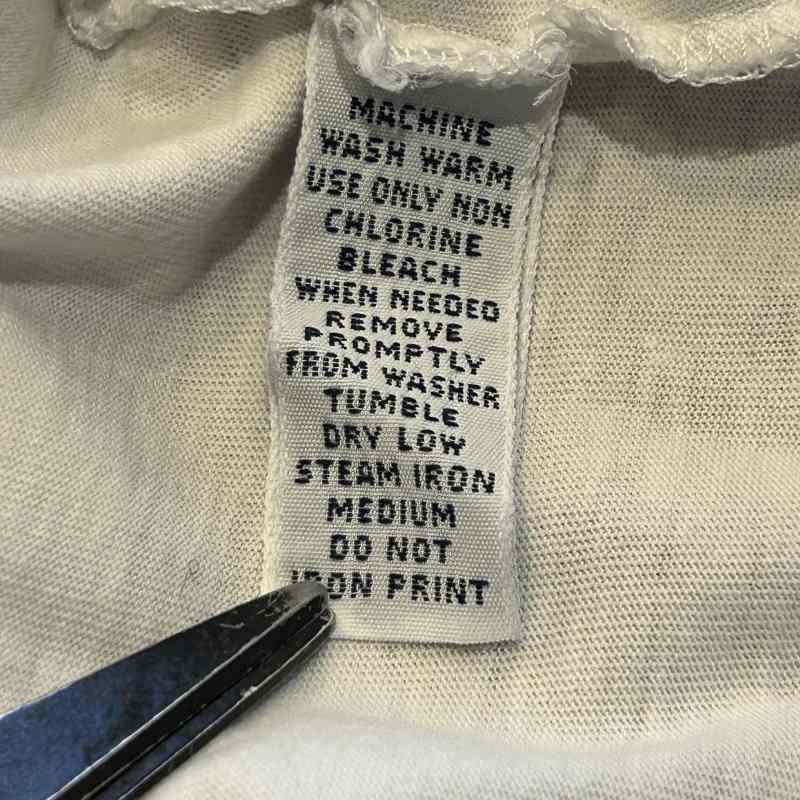 MACHINE
WASH WARM
USE ONLY NON
CHLORINE
BLEACH
WHEN NEEDED
REMOVE
PROMPTLY
FROM WASHER
TUMBLE
DRY LOW
STEAM IRON
MEDIUM
DO NOT
IRON PRINT